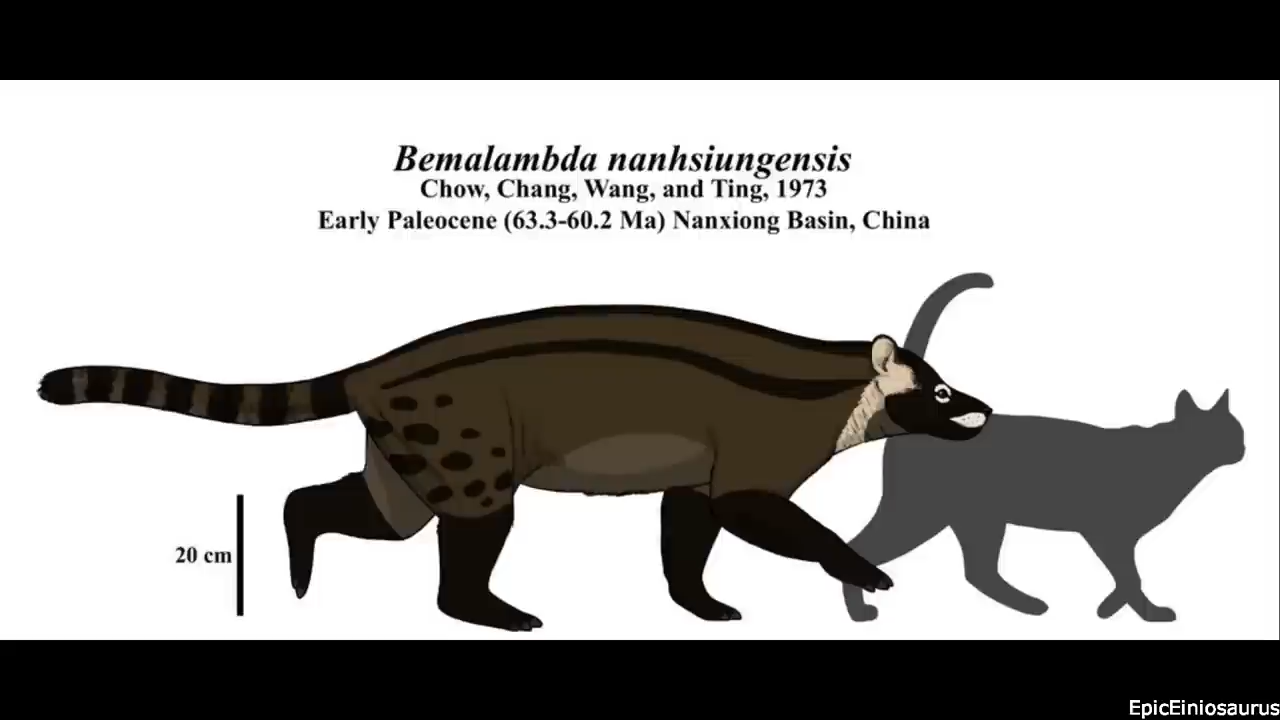 Bemalambda nanhsiungensis
Chow, Chang, Wang, and Ting, 1973
Early Paleocene (63.3-60.2 Ma) Nanxiong Basin, China
20 cm
EpicEiniosaurus